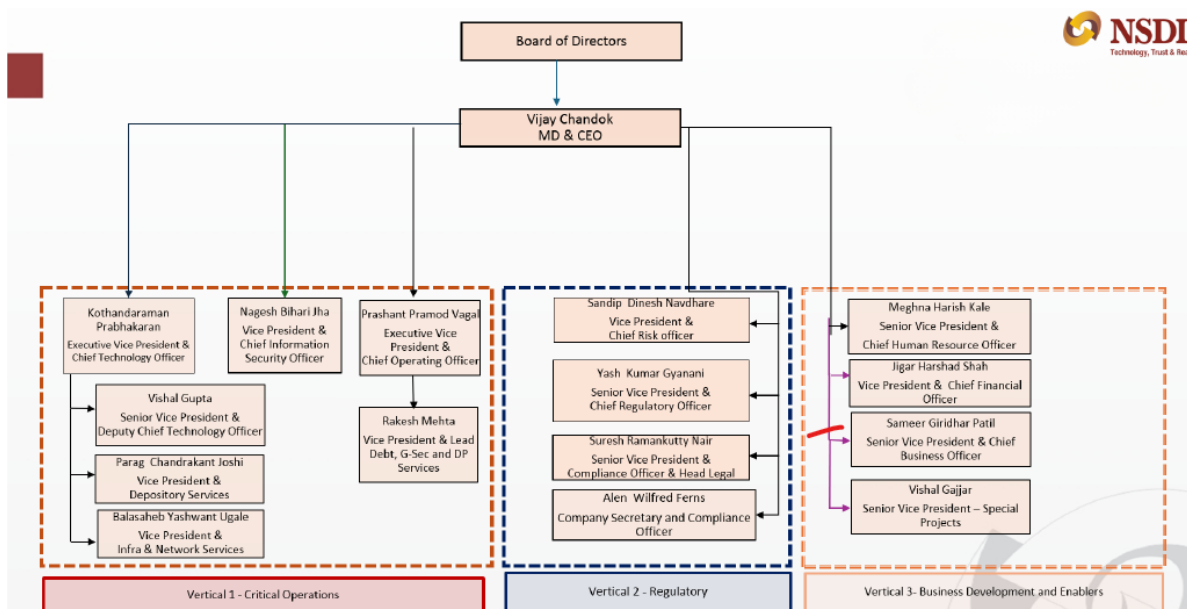 Board of Directors
NSDL
Technology, Trust & Rea
Vijay Chandok
MD & CEO
Kothandaraman
Prabhakaran
Executive Vice President &
Chief Technology Officer
Vishal Gupta
Senior Vice President &
Deputy Chief Technology Officer
Parag Chandrakant Joshi
Vice President &
Depository Services
Balasaheb Yashwant Ugale
Vice President &
Infra & Network Services
Nagesh Bihari Jha
Vice President &
Chief Information
Security Officer
Prashant Pramod Vagal
Executive Vice
President &
Chief Operating Officer
Rakesh Mehta
Vice President & Lead
Debt, G-Sec and DP
Services
Sandip Dinesh Navdhare
Vice President &
Chief Risk officer
Yash Kumar Gyanani
Senior Vice President &
Chief Regulatory Officer
Suresh Ramankutty Nair
Senior Vice President &
Compliance Officer & Head Legal
Alen Wilfred Ferns
Company Secretary and Compliance
Officer
Meghna Harish Kale
Senior Vice President &
Chief Human Resource Officer
Jigar Harshad Shah
Vice President & Chief Financial
Officer
Sameer Giridhar Patil
Senior Vice President & Chief
Business Officer
Vishal Gajjar
Senior Vice President – Special
Projects
Vertical 1 - Critical Operations
Vertical 2 - Regulatory
Vertical 3- Business Development and Enablers